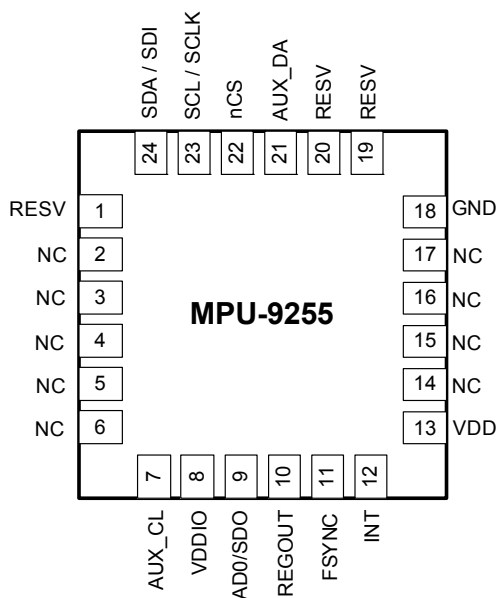 SDA / SDI
SCL / SCLK
nCS
AUX_DA
RESV
RESV
24
23
22
21
20
19
RESV
1
18
GND
NC
2
17
NC
NC
3
16
NC
MPU-9255
NC
4
15
NC
NC
5
14
NC
NC
6
13
VDD
7
8
9
10
11
12
AUX_CL
VDDIO
AD0/SDO
REGOUT
FSYNC
INT